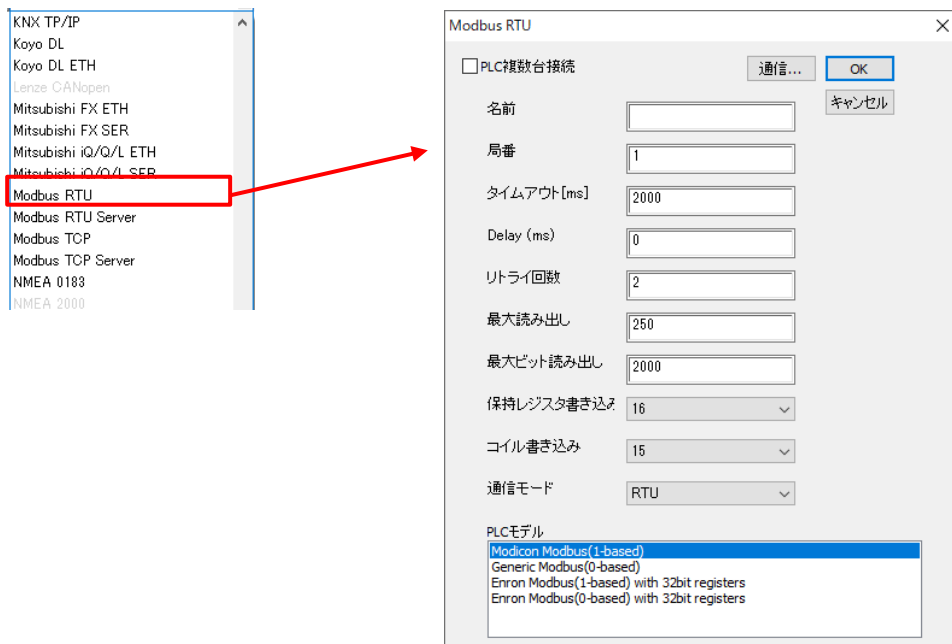 KNX TP/IP
Koyo DL
Koyo DL ETH
Lenze CANopen
Mitsubishi FX ETH
Mitsubishi FX SER
Mitsubishi iQ/Q/L ETH
Mitsubishi iQ/Q/L SER
Modbus RTU
Modbus RTU Server
Modbus TCP
Modbus TCP Server
NMEA 0183
NMEA 2000
Modbus RTU
PLC複数台接続
通信...
OK
キャンセル
名前
局番
1
タイムアウト[ms]
2000
Delay (ms)
0
リトライ回数
2
最大読み出し
250
最大ビット読み出し
2000
保持レジスタ書き込み
16
コイル書き込み
15
通信モード
RTU
PLCモデル
Modicon Modbus(1-based)
Generic Modbus(0-based)
Enron Modbus(1-based) with 32bit registers
Enron Modbus(0-based) with 32bit registers